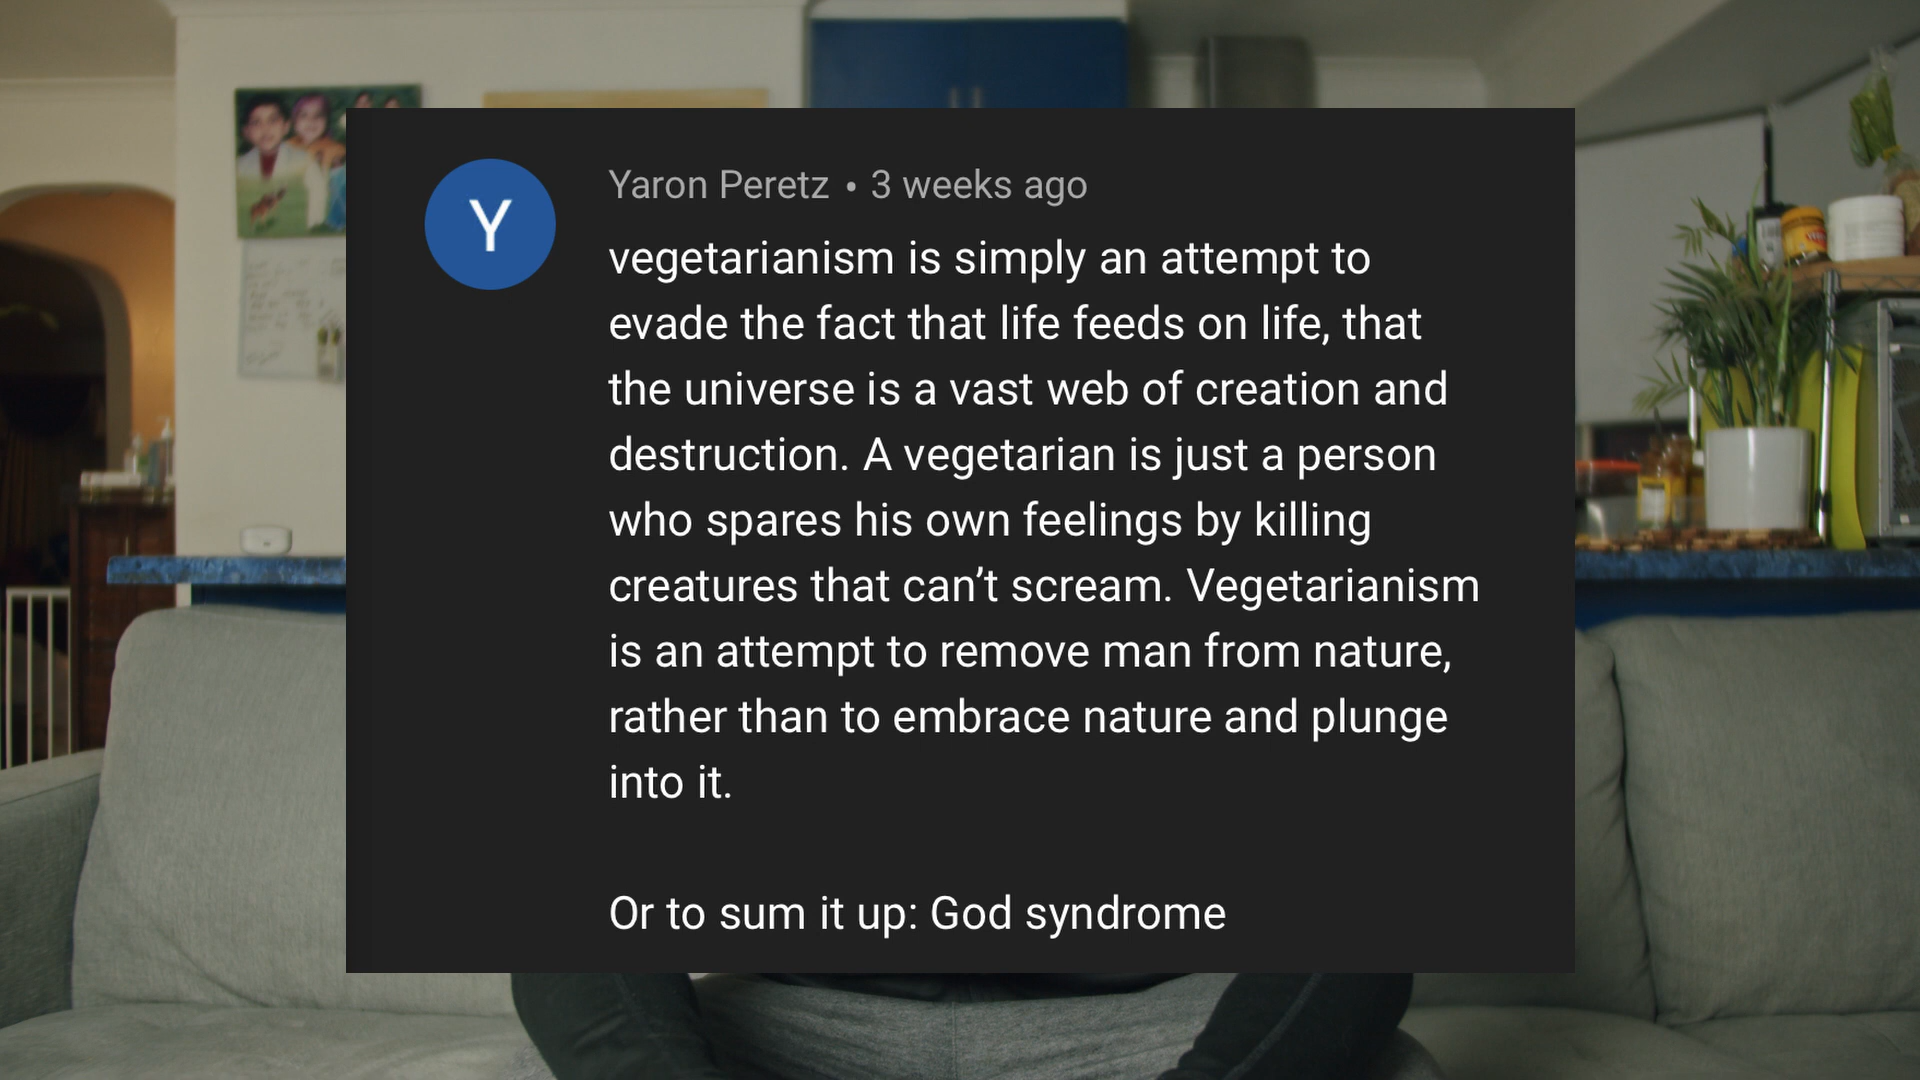 Y
Yaron Peretz • 3 weeks ago
vegetarianism is simply an attempt to
evade the fact that life feeds on life, that
the universe is a vast web of creation and
destruction. A vegetarian is just a person
who spares his own feelings by killing
creatures that can’t scream. Vegetarianism
is an attempt to remove man from nature,
rather than to embrace nature and plunge
into it.
Or to sum it up: God syndrome